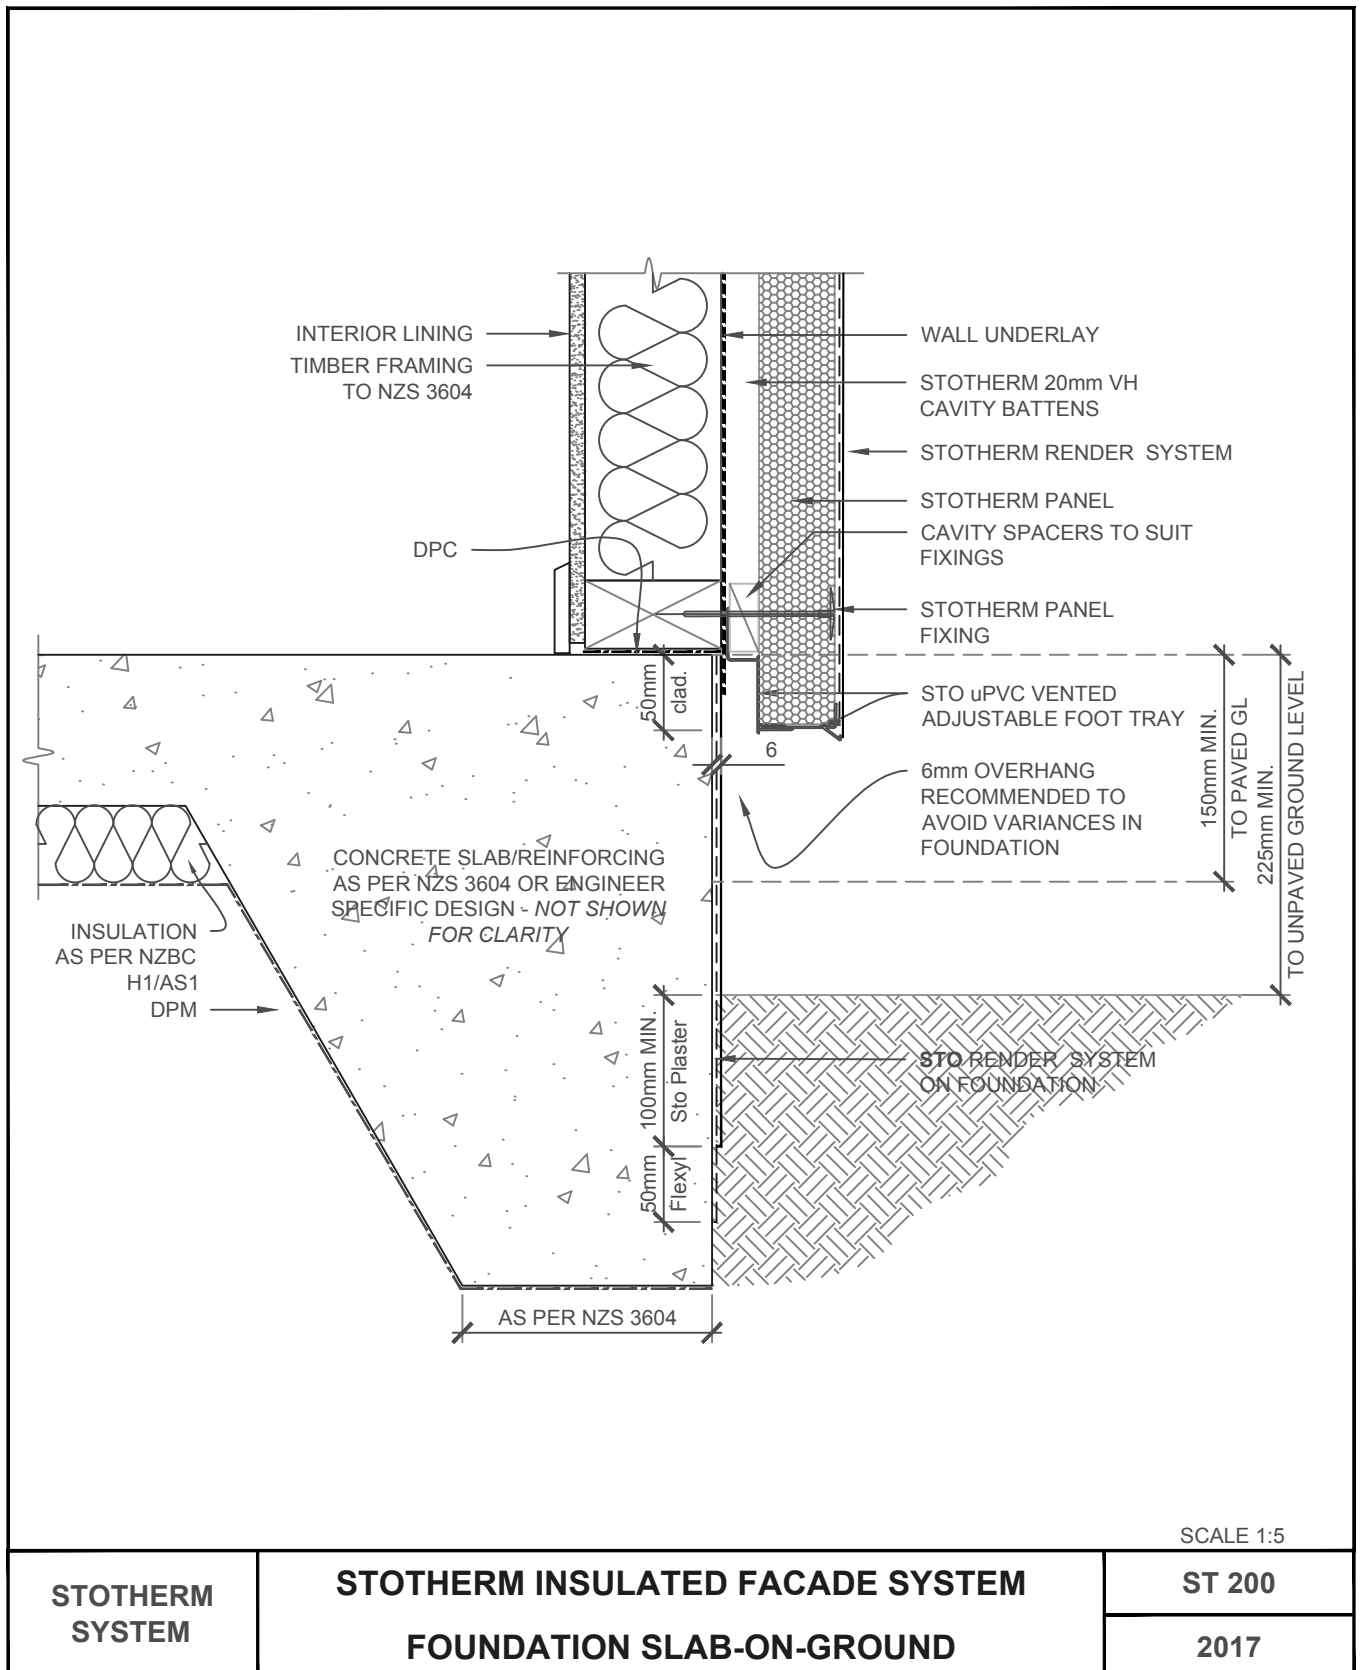 INTERIOR LINING
TIMBER FRAMING
TO NZS 3604
DPC
WALL UNDERLAY
STOTHERM 20mm VH
CAVITY BATTENS
STOTHERM RENDER SYSTEM
STOTHERM PANEL
CAVITY SPACERS TO SUIT
FIXINGS
STOTHERM PANEL
FIXING
STO uPVC VENTED
ADJUSTABLE FOOT TRAY
6mm OVERHANG
RECOMMENDED TO
AVOID VARIANCES IN
FOUNDATION
50mm
clad.
6
150mm MIN.
TO PAVED GL
225mm MIN.
TO UNPAVED GROUND LEVEL
CONCRETE SLAB/REINFORCING
AS PER NZS 3604 OR ENGINEER
SPECIFIC DESIGN - NOT SHOWN
FOR CLARITY
INSULATION
AS PER NZBC
H1/AS1
DPM
100mm MIN.
Sto Plaster
50mm
Flexyl
STO RENDER SYSTEM
ON FOUNDATION
AS PER NZS 3604
SCALE 1:5
STOTHERM
SYSTEM
STOTHERM INSULATED FACADE SYSTEM
FOUNDATION SLAB-ON-GROUND
ST 200
2017